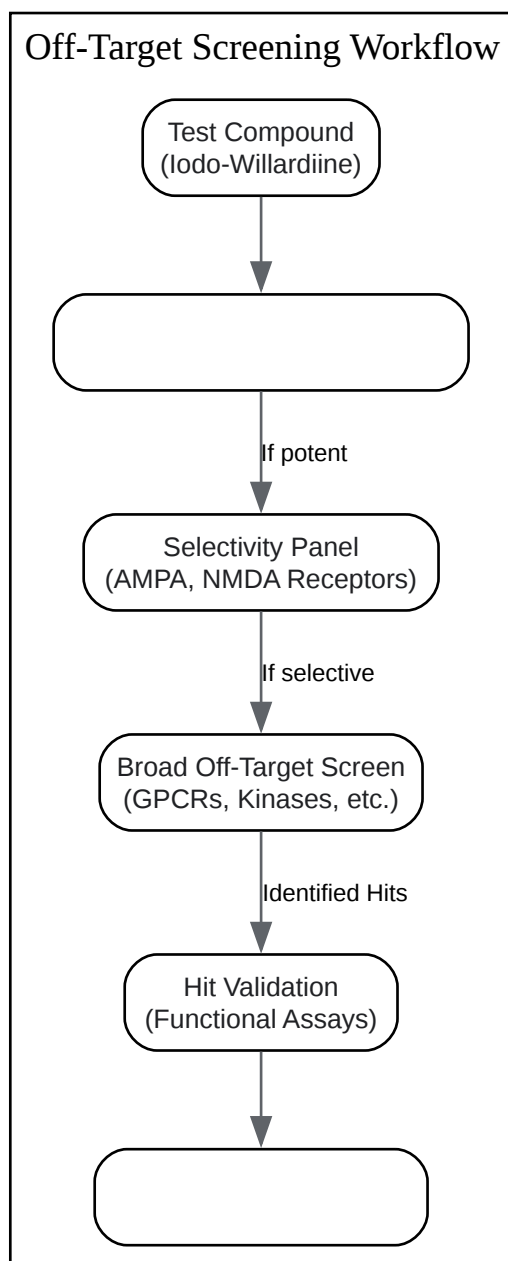 Off-Target Screening Workflow
Test Compound
(Iodo-Willardiine)
If potent
Selectivity Panel
(AMPA, NMDA Receptors)
If selective
Broad Off-Target Screen
(GPCRs, Kinases, etc.)
Identified Hits
Hit Validation
(Functional Assays)